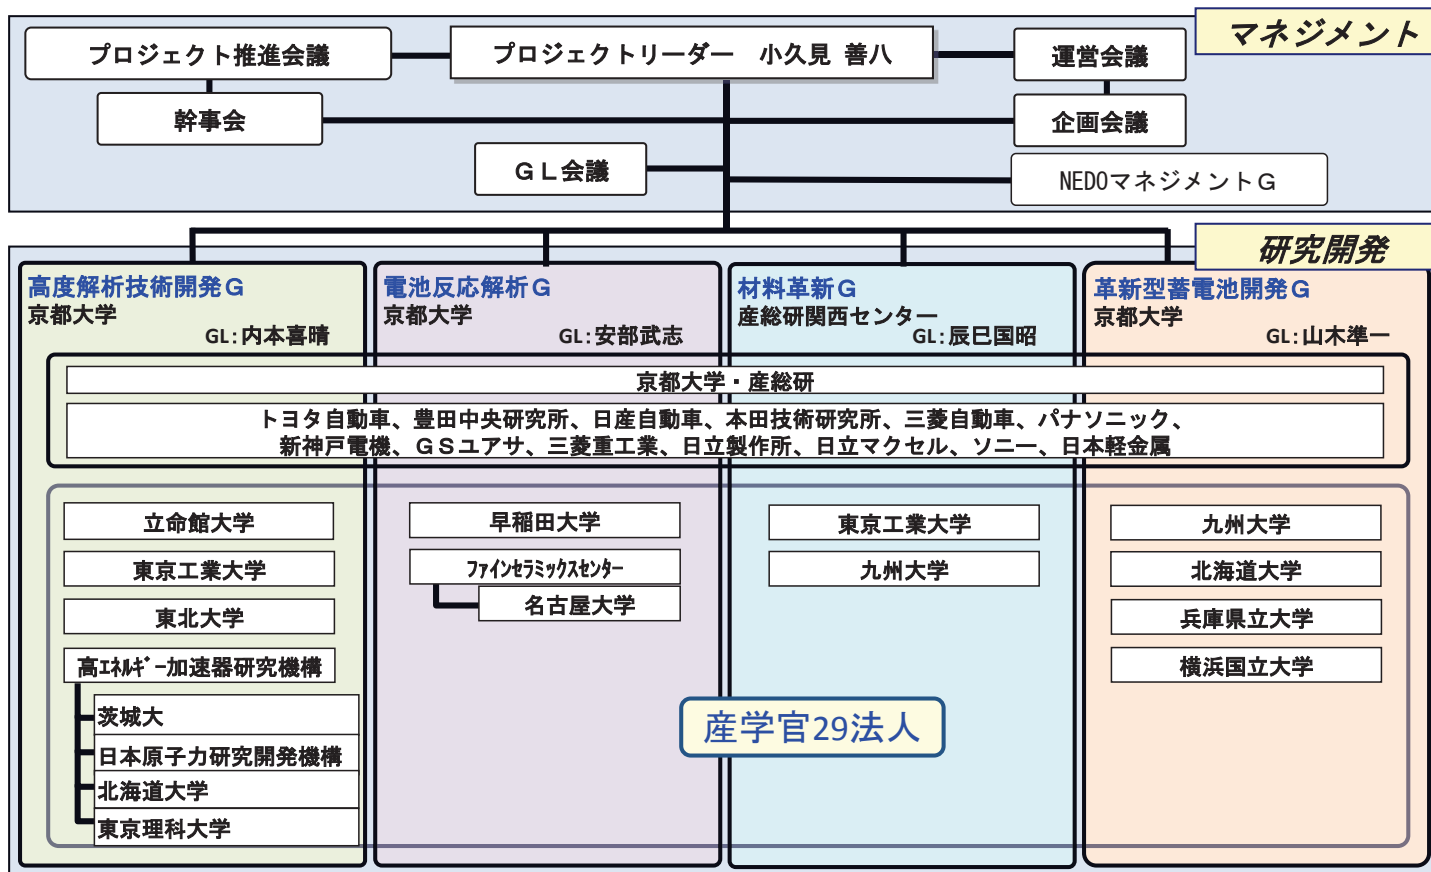 マネジメント
プロジェクト推進会議
プロジェクトリーダー　小久見 善八
運営会議
幹事会
企画会議
ＧＬ会議
NEDOマネジメントＧ
研究開発
高度解析技術開発Ｇ
京都大学
GL：内本喜晴
電池反応解析Ｇ
京都大学
GL：安部武志
材料革新Ｇ
産総研関西センター
GL：辰巳国昭
革新型蓄電池開発Ｇ
京都大学
GL：山木準一
京都大学・産総研
トヨタ自動車、豊田中央研究所、日産自動車、本田技術研究所、三菱自動車、パナソニック、
新神戸電機、ＧＳユアサ、三菱重工業、日立製作所、日立マクセル、ソニー、日本軽金属
立命館大学
東京工業大学
東北大学
高ｴﾈﾙｷﾞｰ加速器研究機構
茨城大
日本原子力研究開発機構
北海道大学
東京理科大学
早稲田大学
ﾌｧｲﾝｾﾗﾐｯｸｽｾﾝﾀｰ
名古屋大学
東京工業大学
九州大学
九州大学
北海道大学
兵庫県立大学
横浜国立大学
産学官29法人